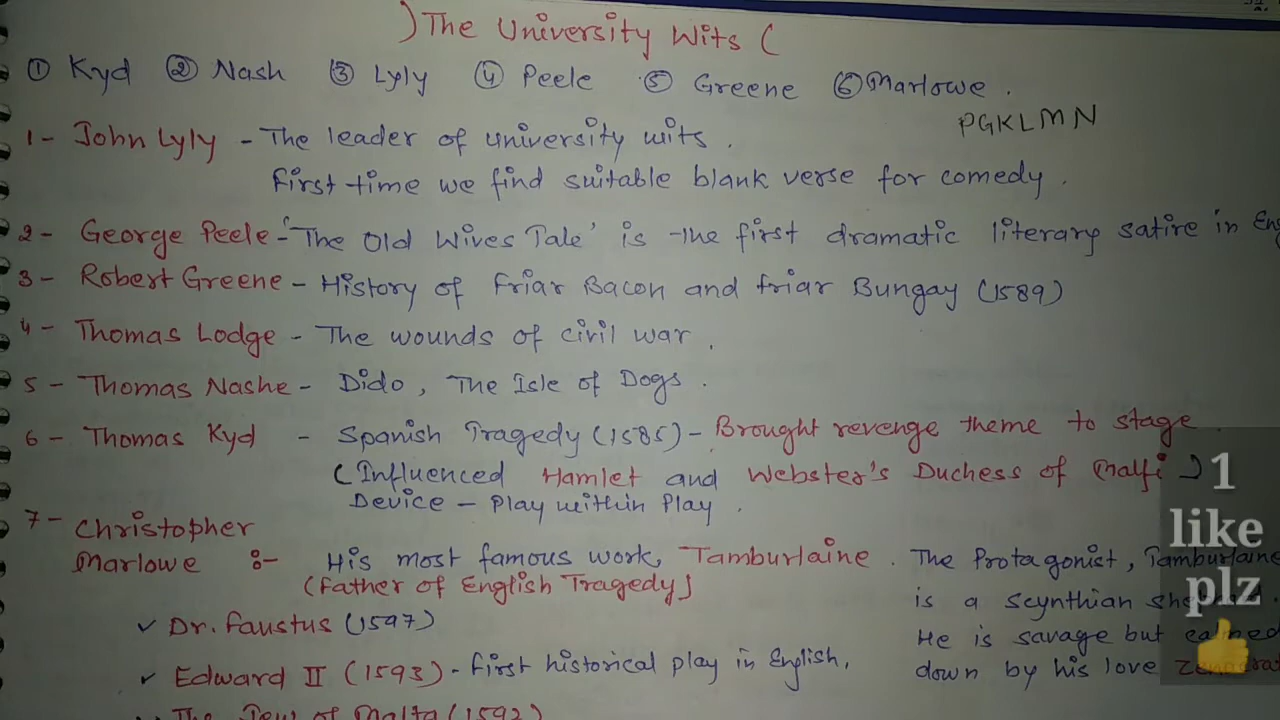 ) The University Wits (
① Kyd ② Nash ③ Lyly ④ Peele ⑤ Greene ⑥ Marlowe .
PGKLMN
1- John Lyly - The leader of university wits .
First time we find suitable blank verse for comedy .
2- George Peele - 'The Old Wives Tale' is the first dramatic literary satire in
3- Robert Greene - History of Friar Bacon and friar Bungay (1589)
4- Thomas Lodge - The wounds of civil war .
5- Thomas Nashe - Dido , The Isle of Dogs .
6- Thomas Kyd - Spanish Tragedy (1585) - Brought revenge theme to stage .
(Influenced Hamlet and Webster's Duchess of Malfi)
Device - Play within Play .
7- Christopher
Marlowe :- His most famous work, Tamburlaine .
(Father of English Tragedy)
✓ Dr. Faustus (1597)
✓ Edward II (1593) - First historical play in English,
The Jew of Malta (1592)
The Protagonist, Tamburlaine
is a Scynthian
He is savage but
down by his love
1
like
plz
👍